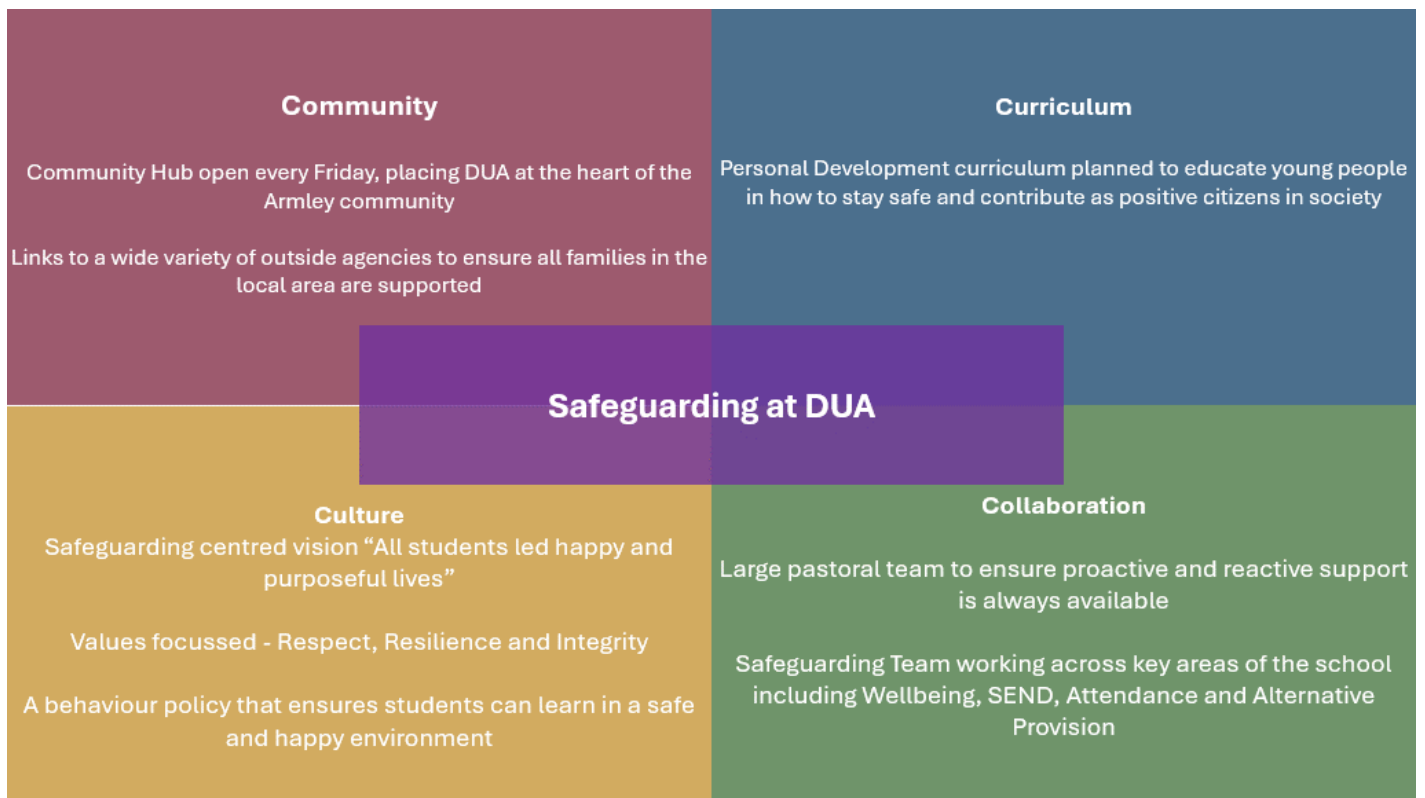 Community
Community Hub open every Friday, placing DUA at the heart of the
Armley community
Links to a wide variety of outside agencies to ensure all families in the
local area are supported
Curriculum
Personal Development curriculum planned to educate young people
in how to stay safe and contribute as positive citizens in society
Safeguarding at DUA
Culture
Safeguarding centred vision “All students led happy and
purposeful lives”
Values focussed - Respect, Resilience and Integrity
A behaviour policy that ensures students can learn in a safe
and happy environment
Collaboration
Large pastoral team to ensure proactive and reactive support
is always available
Safeguarding Team working across key areas of the school
including Wellbeing, SEND, Attendance and Alternative
Provision